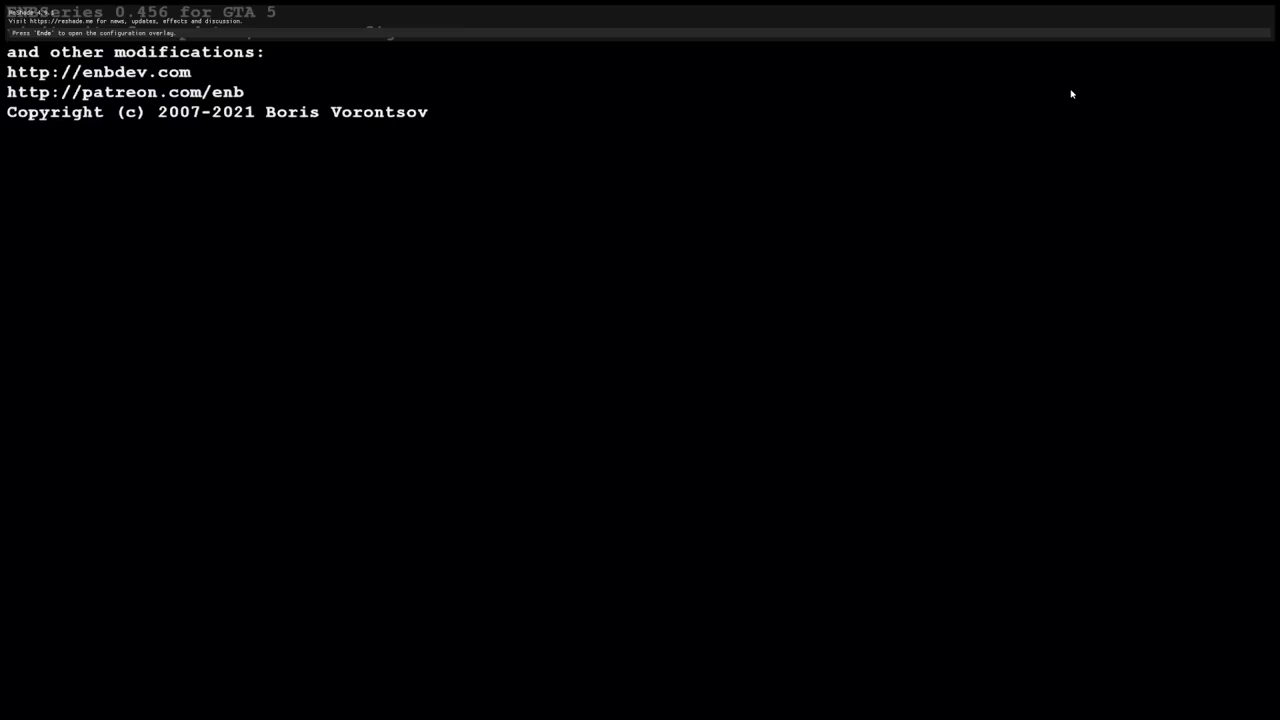 ENBSeries 0.456 for GTA 5
Visit https://reshade.me for news, updates, effects and discussion.
Press 'Ende' to open the configuration overlay.
and other modifications:
http://enbdev.com
http://patreon.com/enb
Copyright (c) 2007-2021 Boris Vorontsov